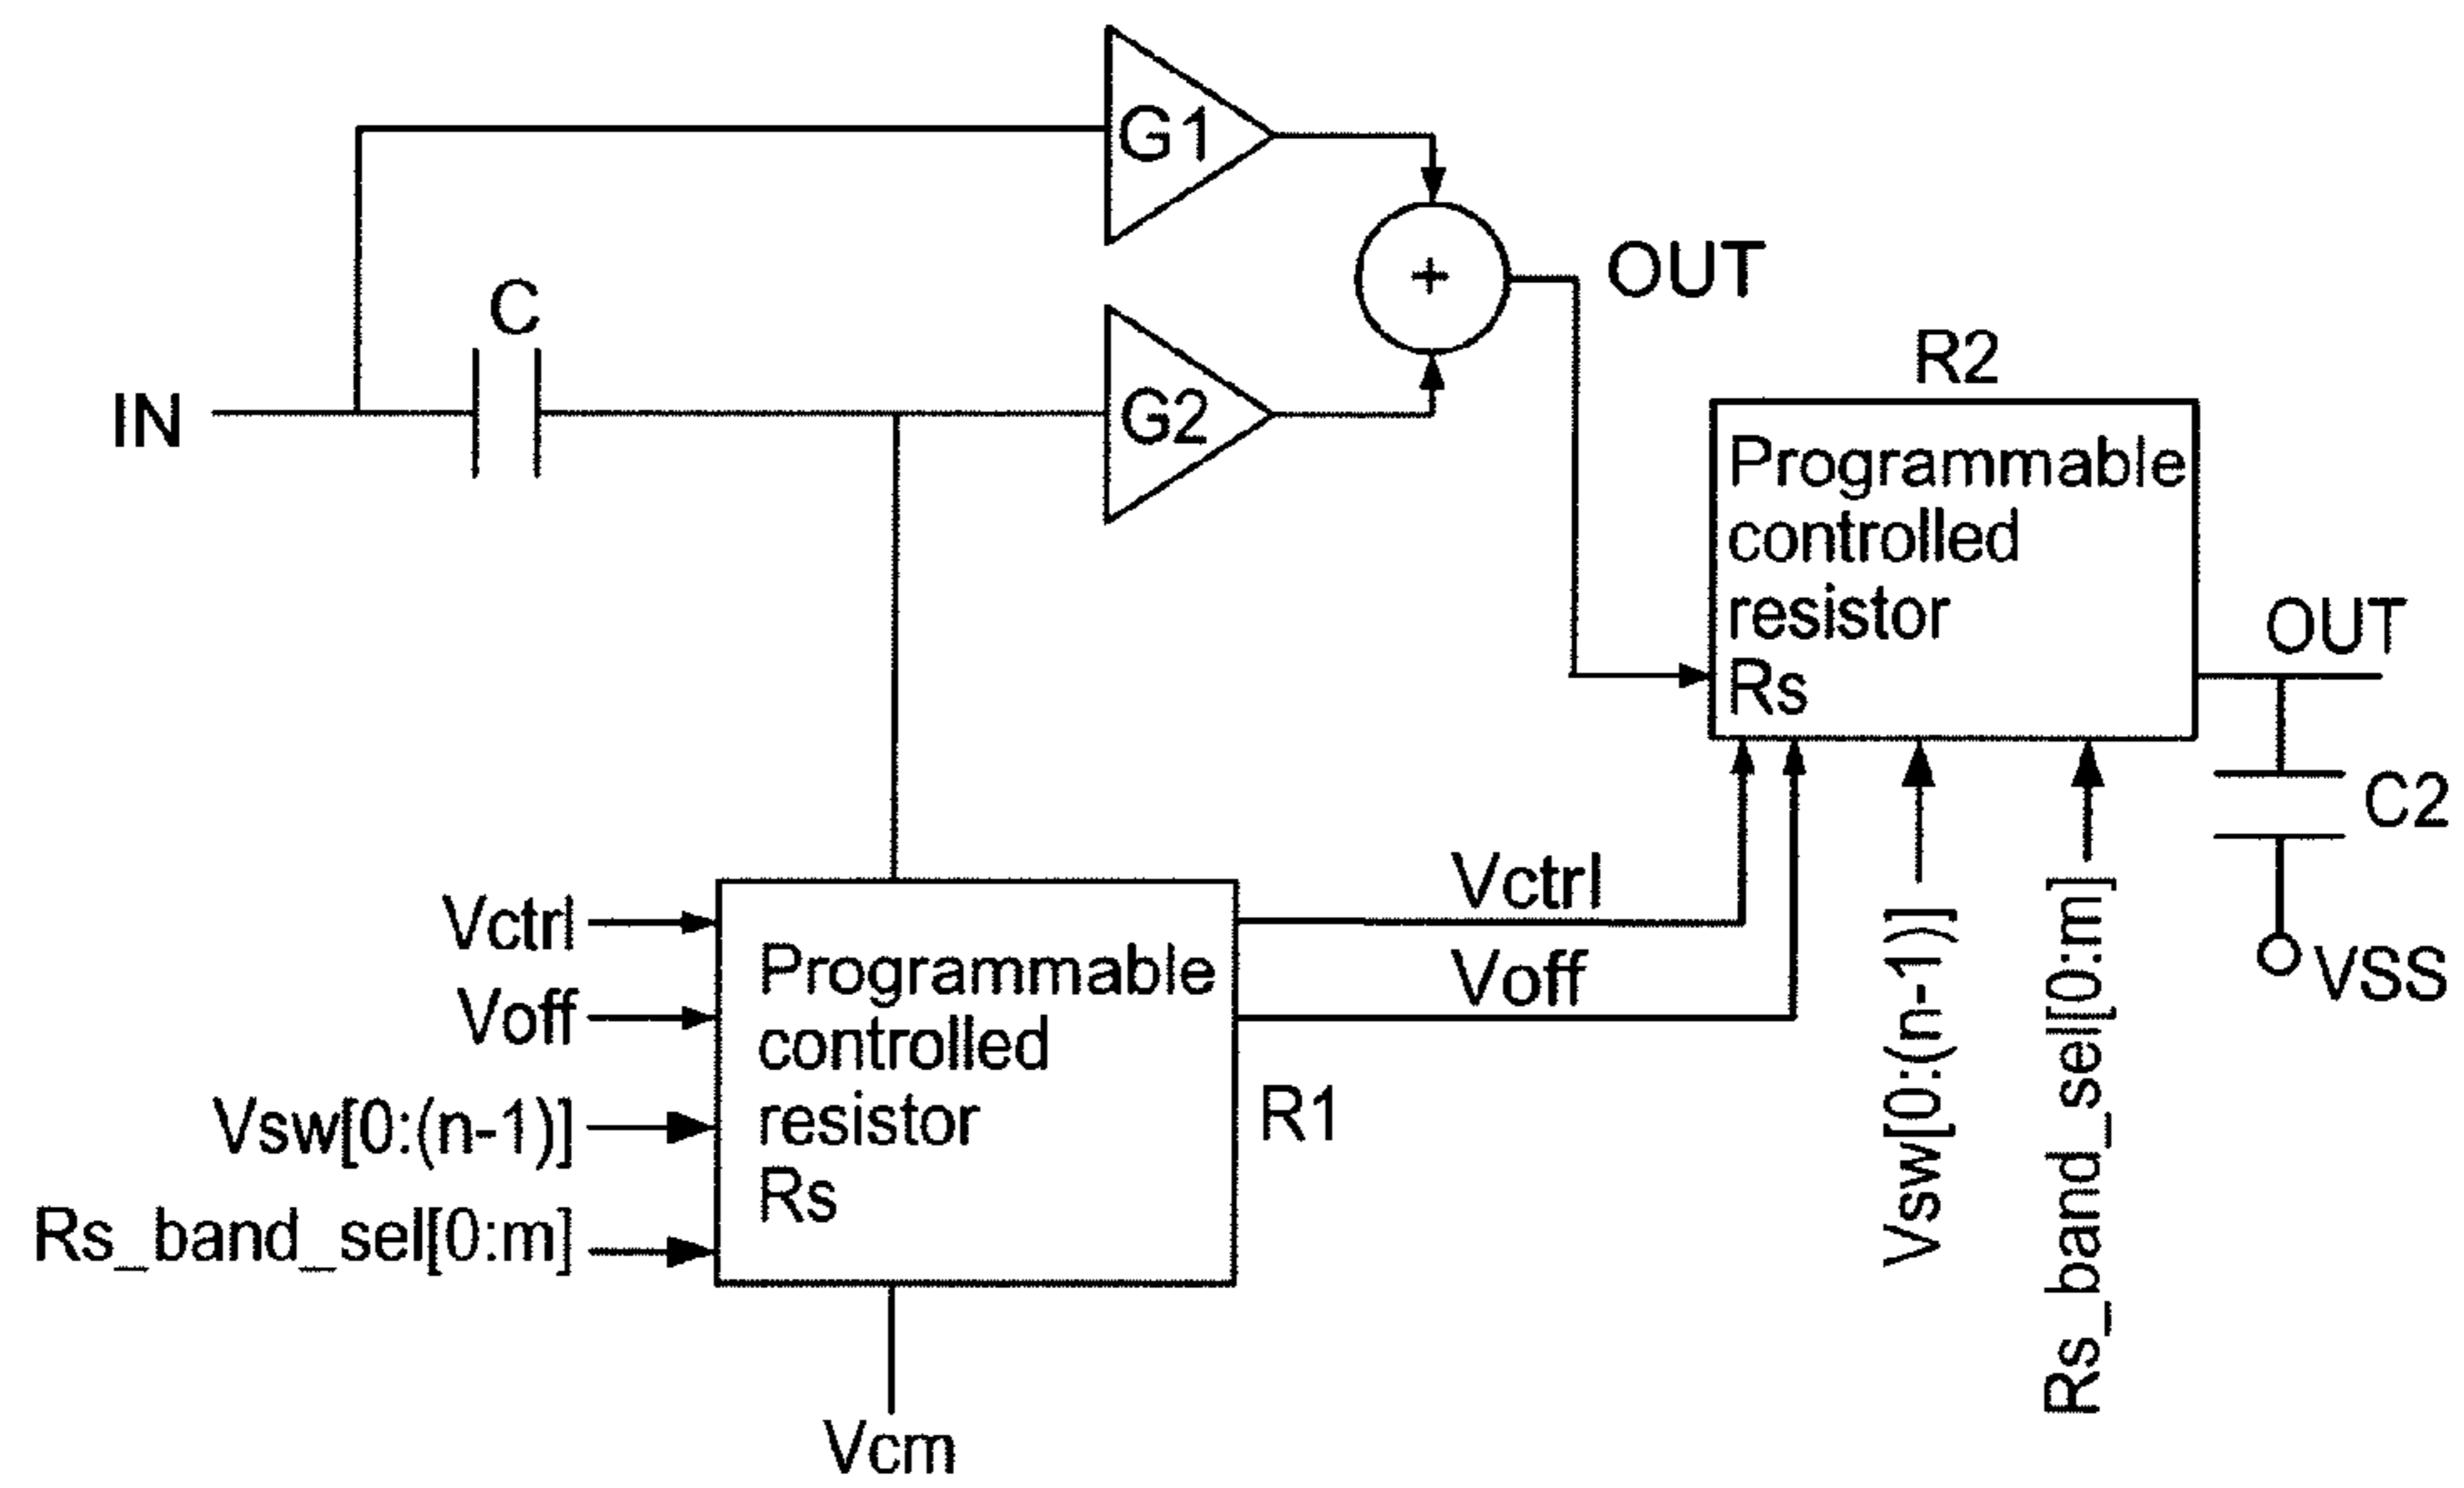 G1
+
OUT
C
IN
G2
R2
Programmable
controlled
resistor
Rs
OUT
C2
VSS
Vctrl
Voff
Vsw[0:(n-1)]
Rs_band_sel[0:m]
Programmable
controlled
resistor
Rs
R1
Vctrl
Voff
Vsw[0:(n-1)]
Rs_band_sel[0:m]
Vcm